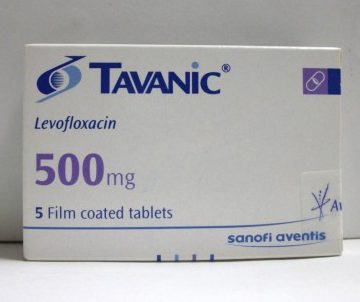 TAVANIC®
Levofloxacin
500mg
5 Film coated tablets
sanofi aventis